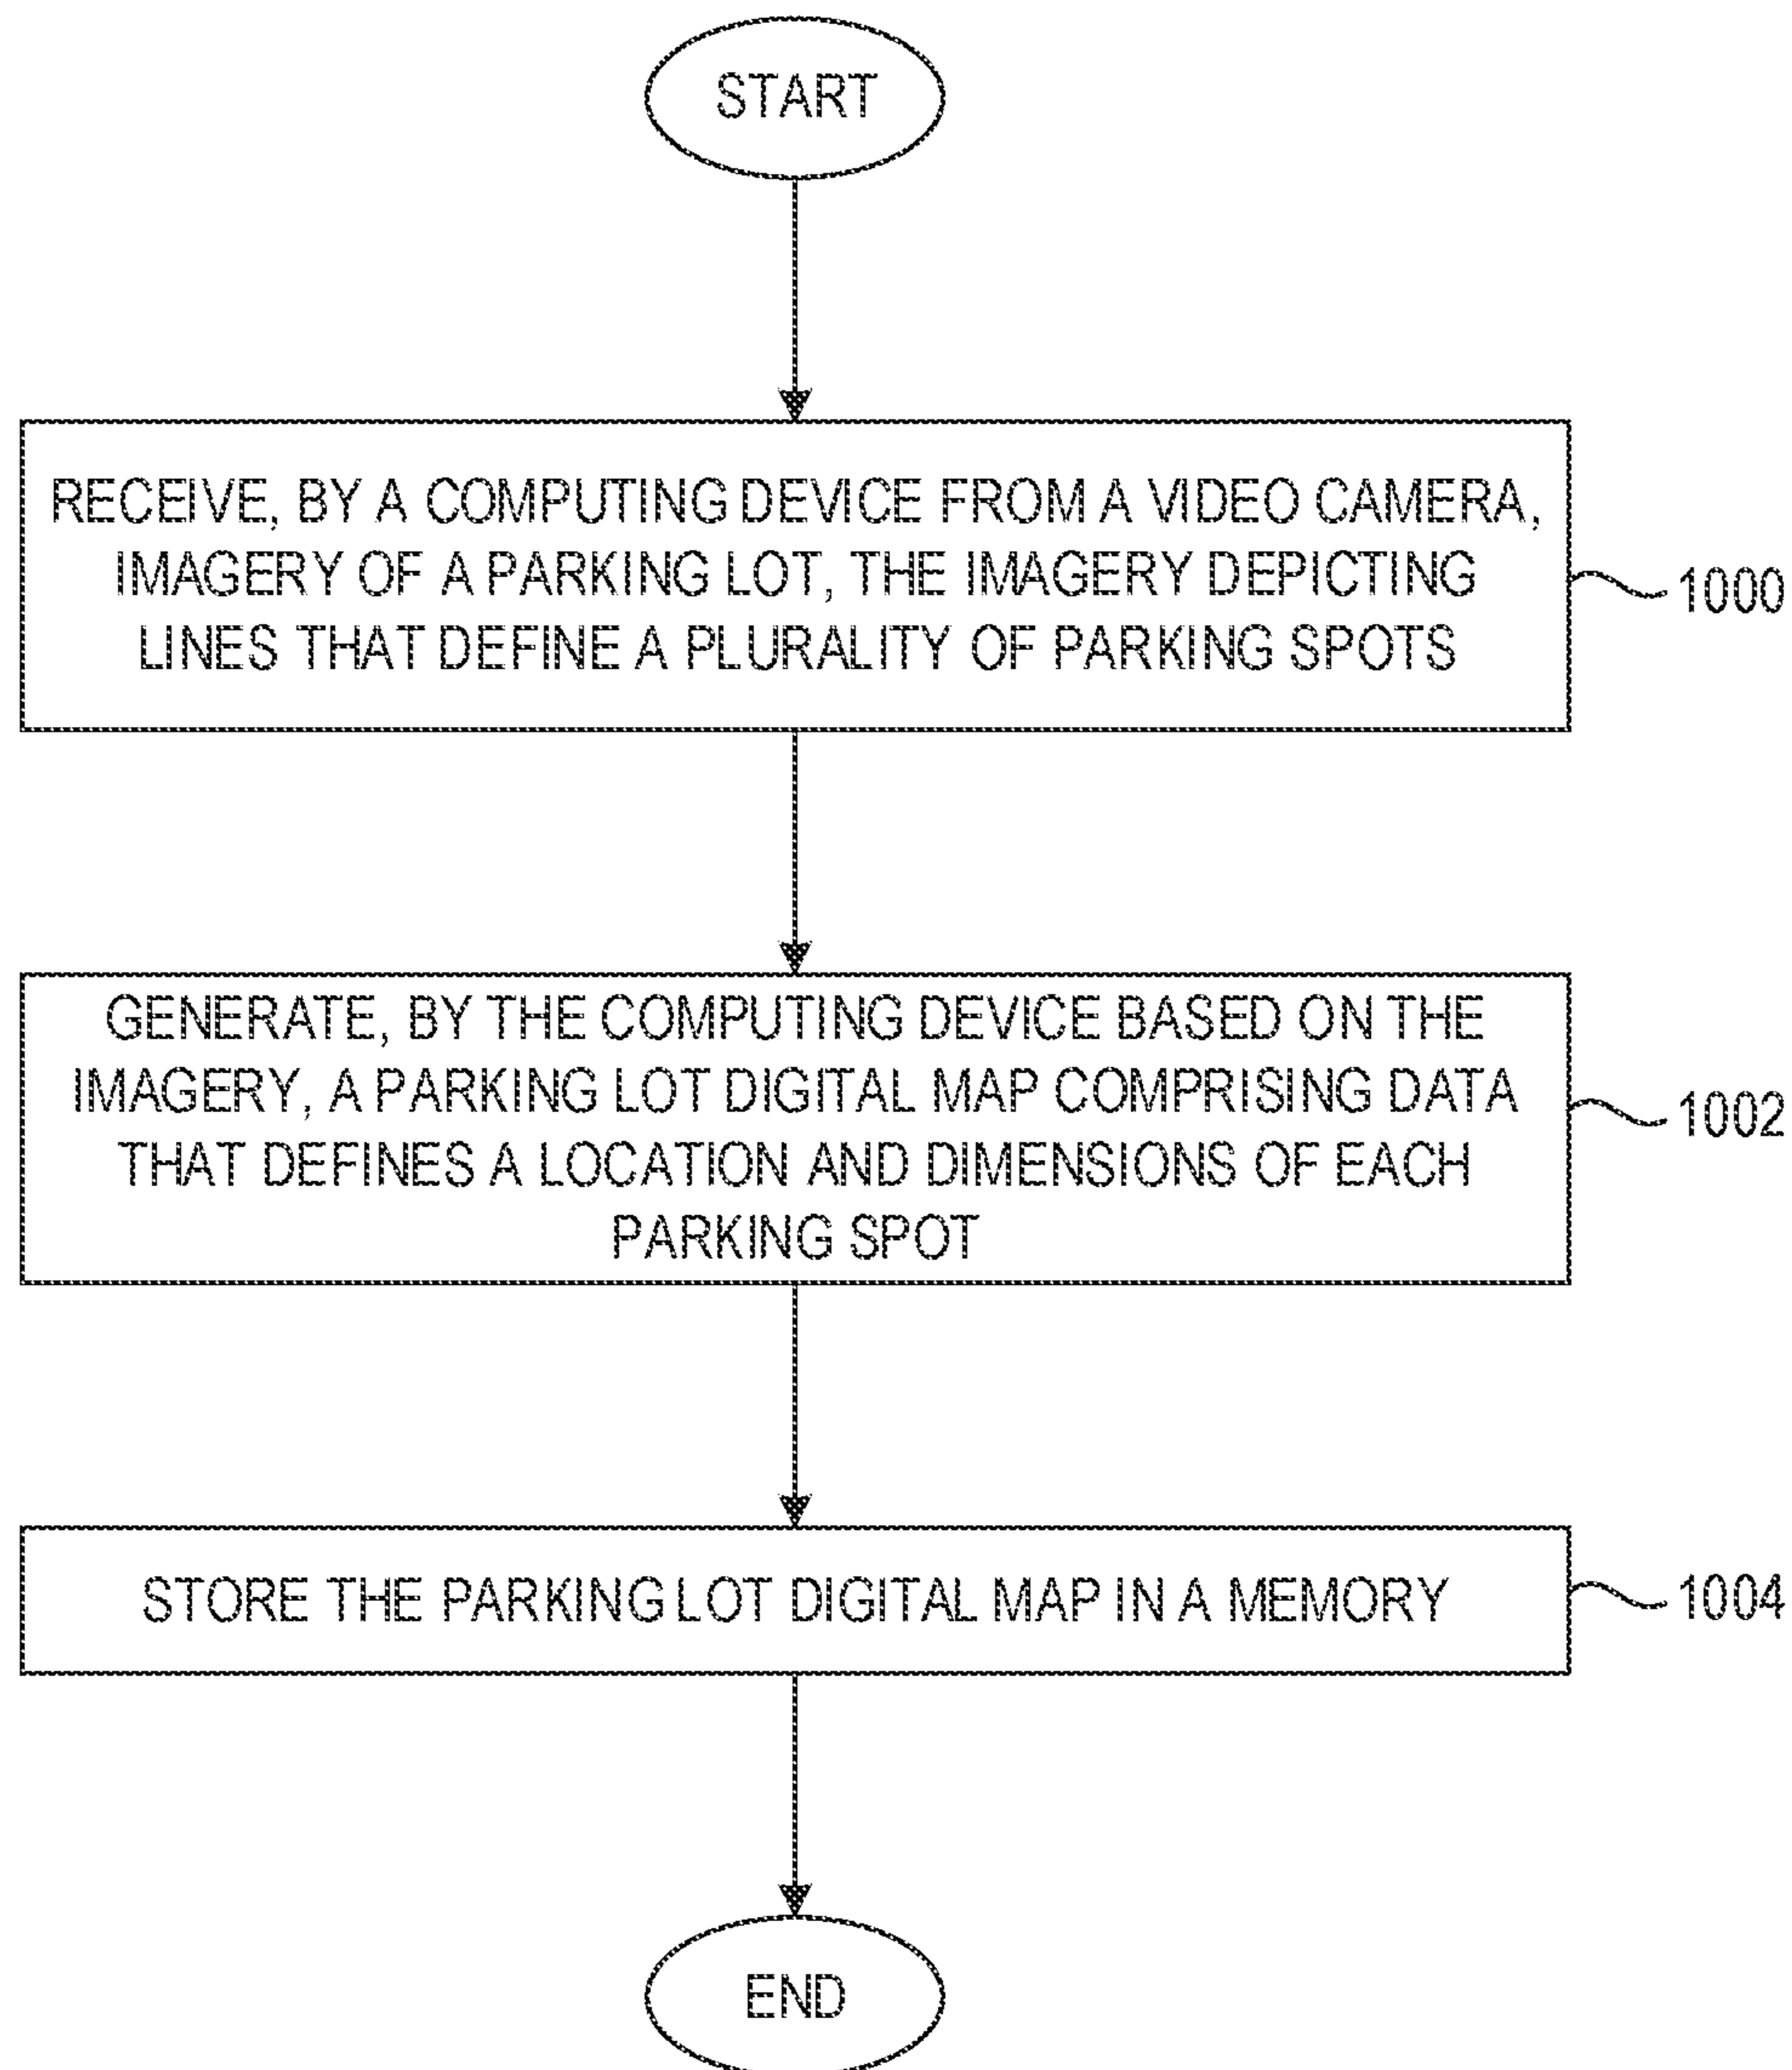 START
RECEIVE, BY A COMPUTING DEVICE FROM A VIDEO CAMERA,
IMAGERY OF A PARKING LOT, THE IMAGERY DEPICTING
LINES THAT DEFINE A PLURALITY OF PARKING SPOTS
1000
GENERATE, BY THE COMPUTING DEVICE BASED ON THE
IMAGERY, A PARKING LOT DIGITAL MAP COMPRISING DATA
THAT DEFINES A LOCATION AND DIMENSIONS OF EACH
PARKING SPOT
1002
STORE THE PARKING LOT DIGITAL MAP IN A MEMORY
1004
END